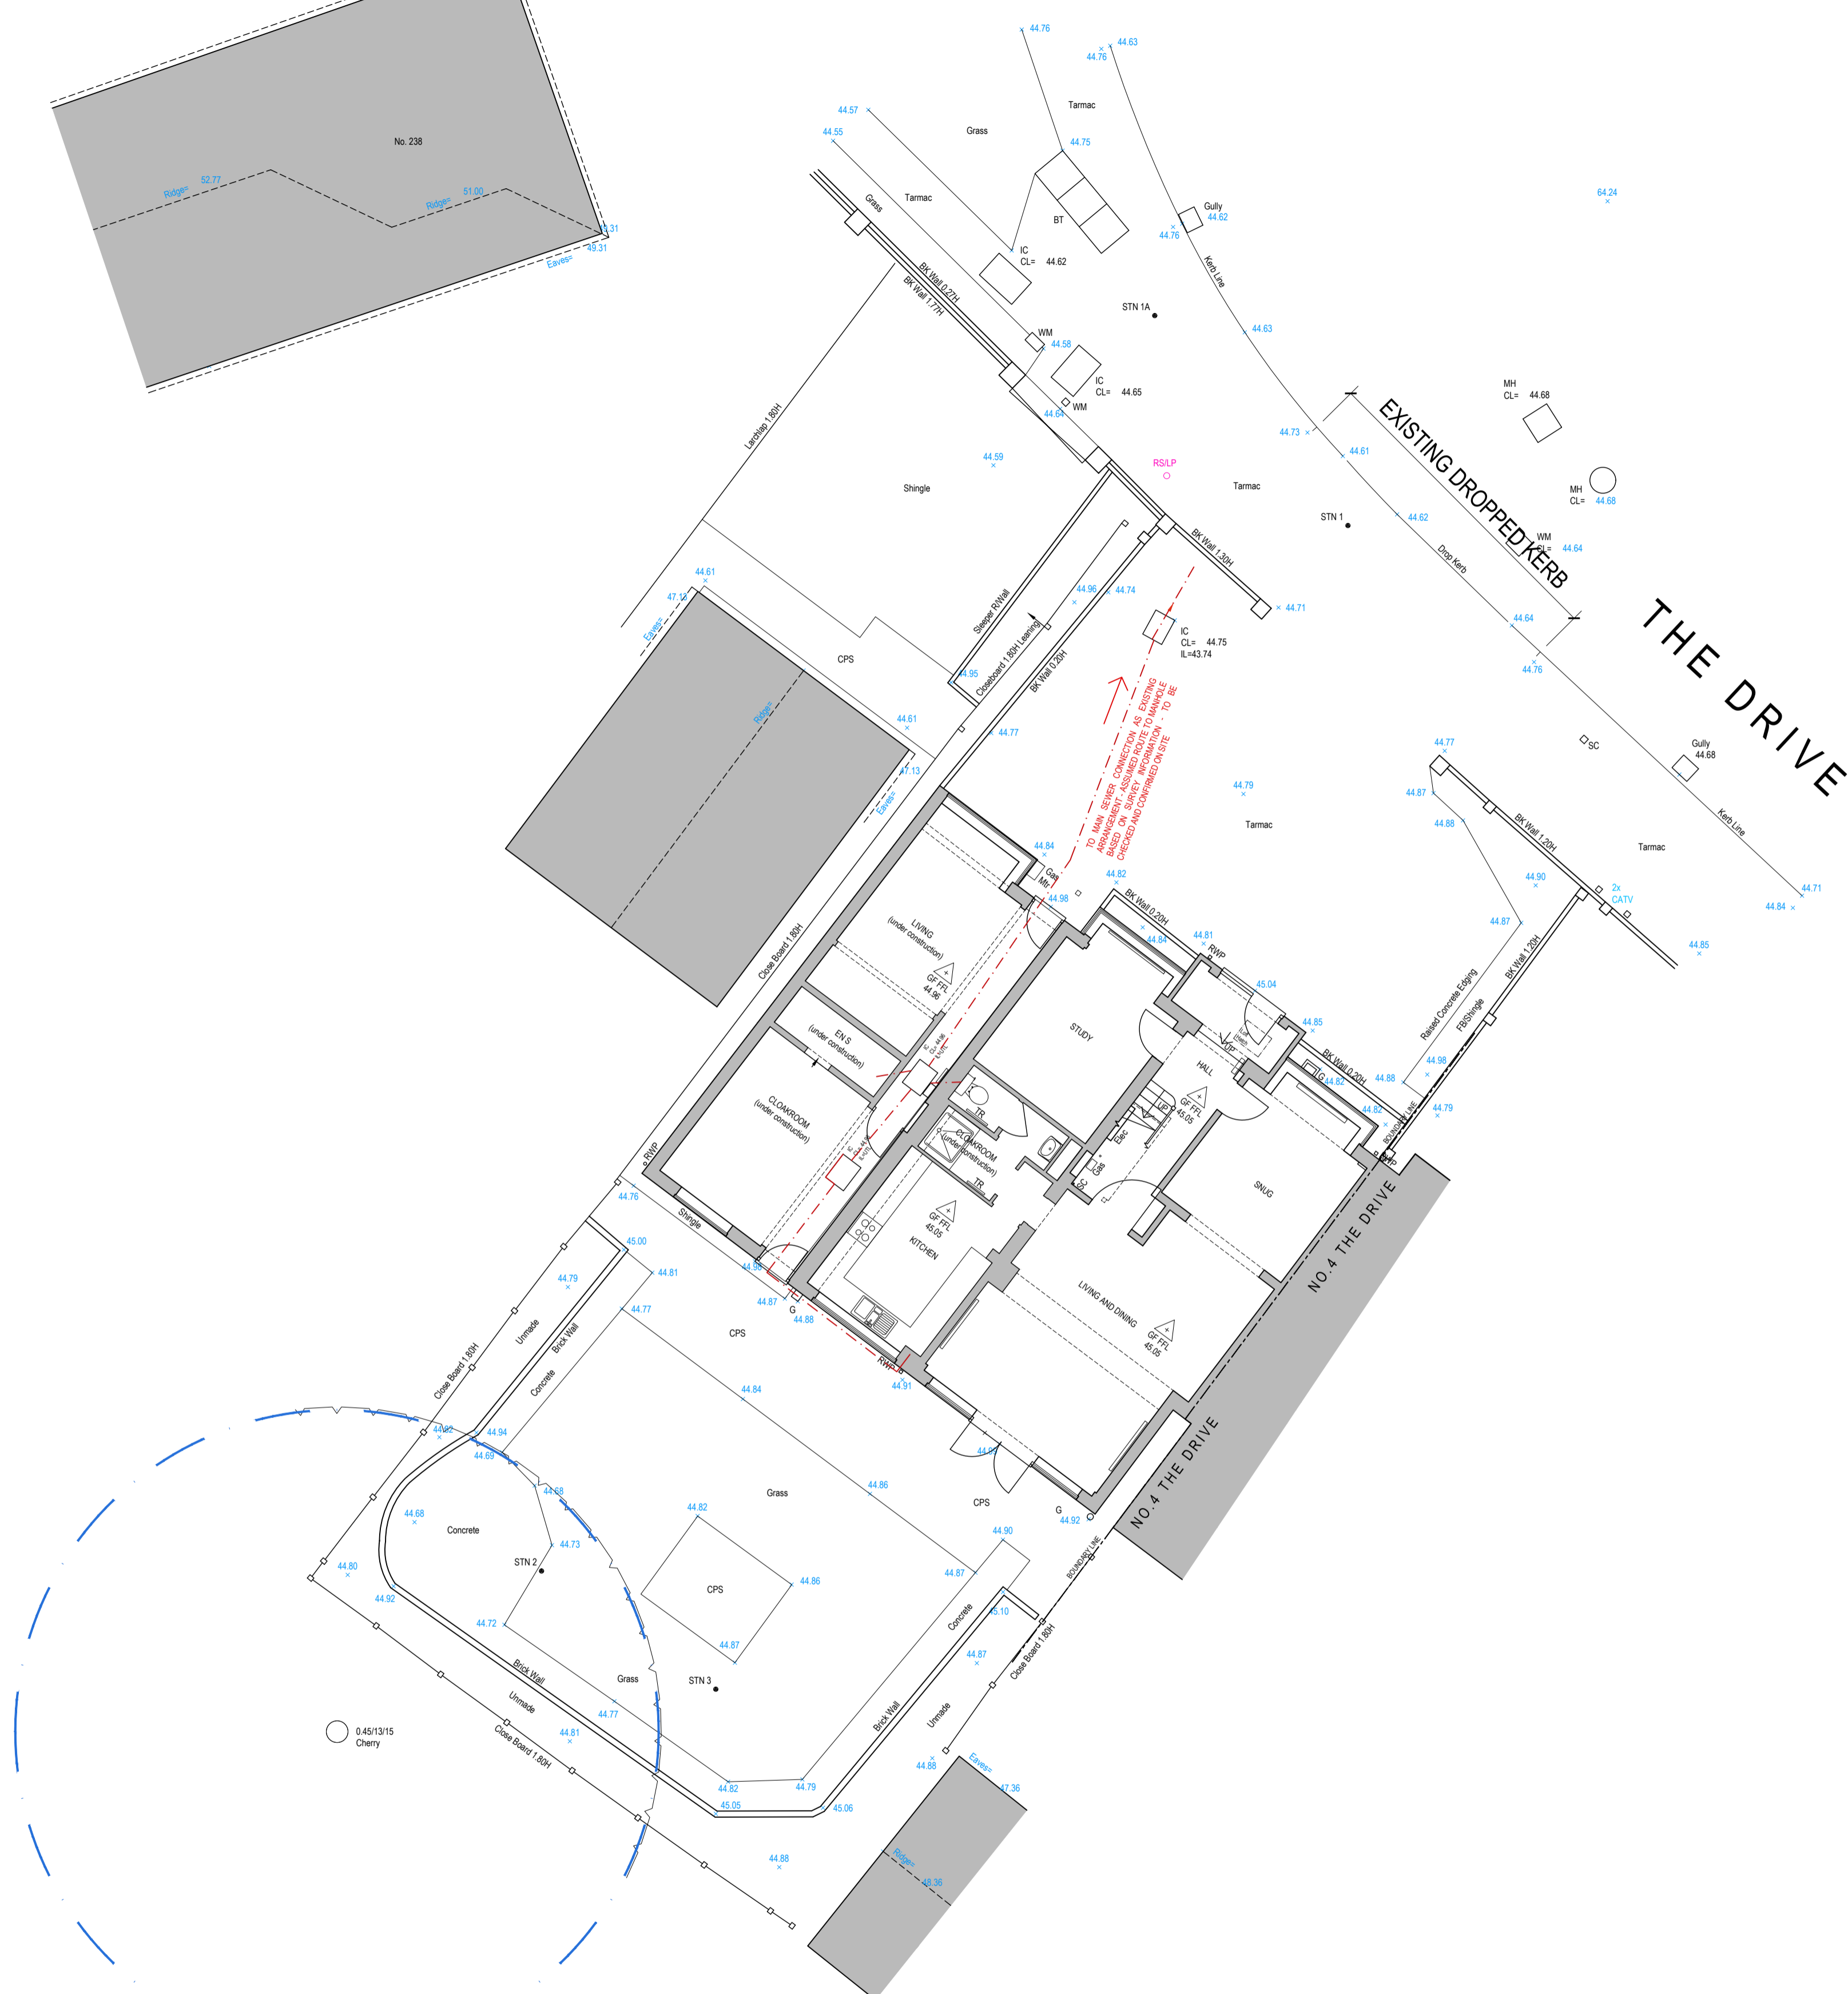 44.76
44.63
44.76
Tarmac
44.57
44.55
Grass
44.75
No. 238
Ridge=
52.77
Ridge=
51.00
49.31
Eaves=
Grass
Tarmac
BT
Gully
44.62
44.76
64.24
IC
CL= 44.62
BK Wall 0.27H
BK Wall 1.77H
Kerb Line
STN 1A
WM
44.58
44.63
IC
CL= 44.65
WM
44.64
MH
CL= 44.68
EXISTING DROPPED KERB
Larchlap 1.80H
44.73
44.61
44.59
RS/LP
Shingle
Tarmac
MH
CL= 44.68
STN 1
44.62
BK Wall 1.30H
WM
CL= 44.64
Drop Kerb
44.61
47.13
Eaves=
Sleeper R/Wall
44.96
44.74
44.71
Closeboard 1.80H Leaning
BK Wall 0.20H
IC
CL= 44.75
IL=43.74
44.64
44.76
THE DRIVE
CPS
44.95
Ridge=
44.61
44.77
TO MAIN SEWER CONNECTION AS EXISTING
ARRANGEMENT - ASSUMED ROUTE TO MANHOLE
BASED ON SURVEY INFORMATION - TO BE
CHECKED AND CONFIRMED ON SITE
47.13
Eaves=
44.77
SC
Gully
44.68
44.79
Tarmac
44.87
44.88
Kerb Line
BK Wall 1.20H
Tarmac
44.84
Gas
Mtr
44.82
44.98
BK Wall 0.20H
44.90
2x
CATV
44.71
44.84
44.87
44.85
LIVING
(under construction)
GF FFL
44.96
Close Board 1.80H
44.84
44.81
RWP
45.04
BK Wall 1.20H
Raised Concrete Edging
FB/Shingle
EN S
(under construction)
STUDY
UP
44.85
BK Wall 0.20H
HALL
G
44.82
44.88
44.98
IC
CL= 44.96
CLOAKROOM
(under construction)
TR
GF FFL
45.05
UP
44.82
44.79
BOUNDARY LINE
RWP
Elec
Gas
CLOAKROOM
(under construction)
TR
SC
SNUG
RWP
44.76
Shingle
IC
GF FFL
45.05
KITCHEN
NO.4 THE DRIVE
45.00
44.81
44.98
44.79
44.77
44.87
G
44.88
LIVING AND DINING
GF FFL
45.05
Unmade
Brick Wall
CPS
Close Board 1.80H
Concrete
RWP
44.91
44.84
44.82
44.94
44.69
44.68
44.86
NO.4 THE DRIVE
Grass
CPS
G
44.92
44.68
Concrete
44.82
44.73
44.90
BOUNDARY LINE
STN 2
44.80
44.92
CPS
44.86
44.87
44.72
Concrete
45.10
44.87
44.87
Close Board 1.80H
Brick Wall
Grass
STN 3
Unmade
44.77
Brick Wall
Unmade
0.45/13/15
Cherry
44.81
Close Board 1.80H
44.88
Eaves=
47.36
44.82
44.79
45.05
45.06
44.88
Ridge=
48.36